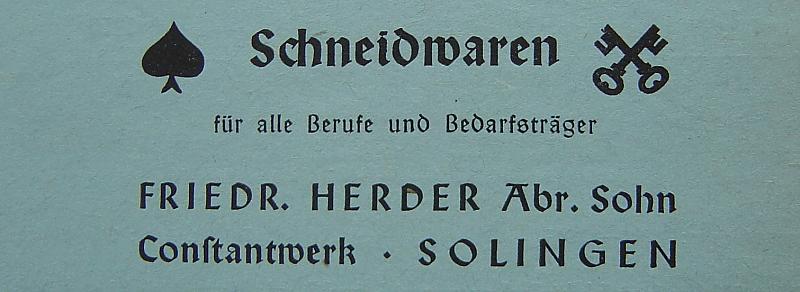 Schneidwaren
für alle Berufe und Bedarfsträger
FRIEDR. HERDER Abr. Sohn
Conſtantwerk · SOLINGEN